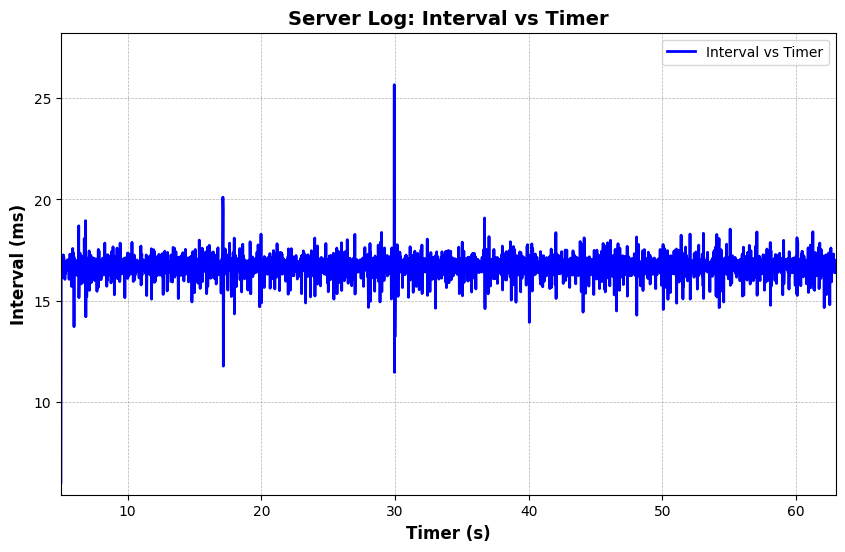 Server Log: Interval vs Timer
Interval vs Timer
25
20
15
10
Interval (ms)
10 20 30 40 50 60
Timer (s)